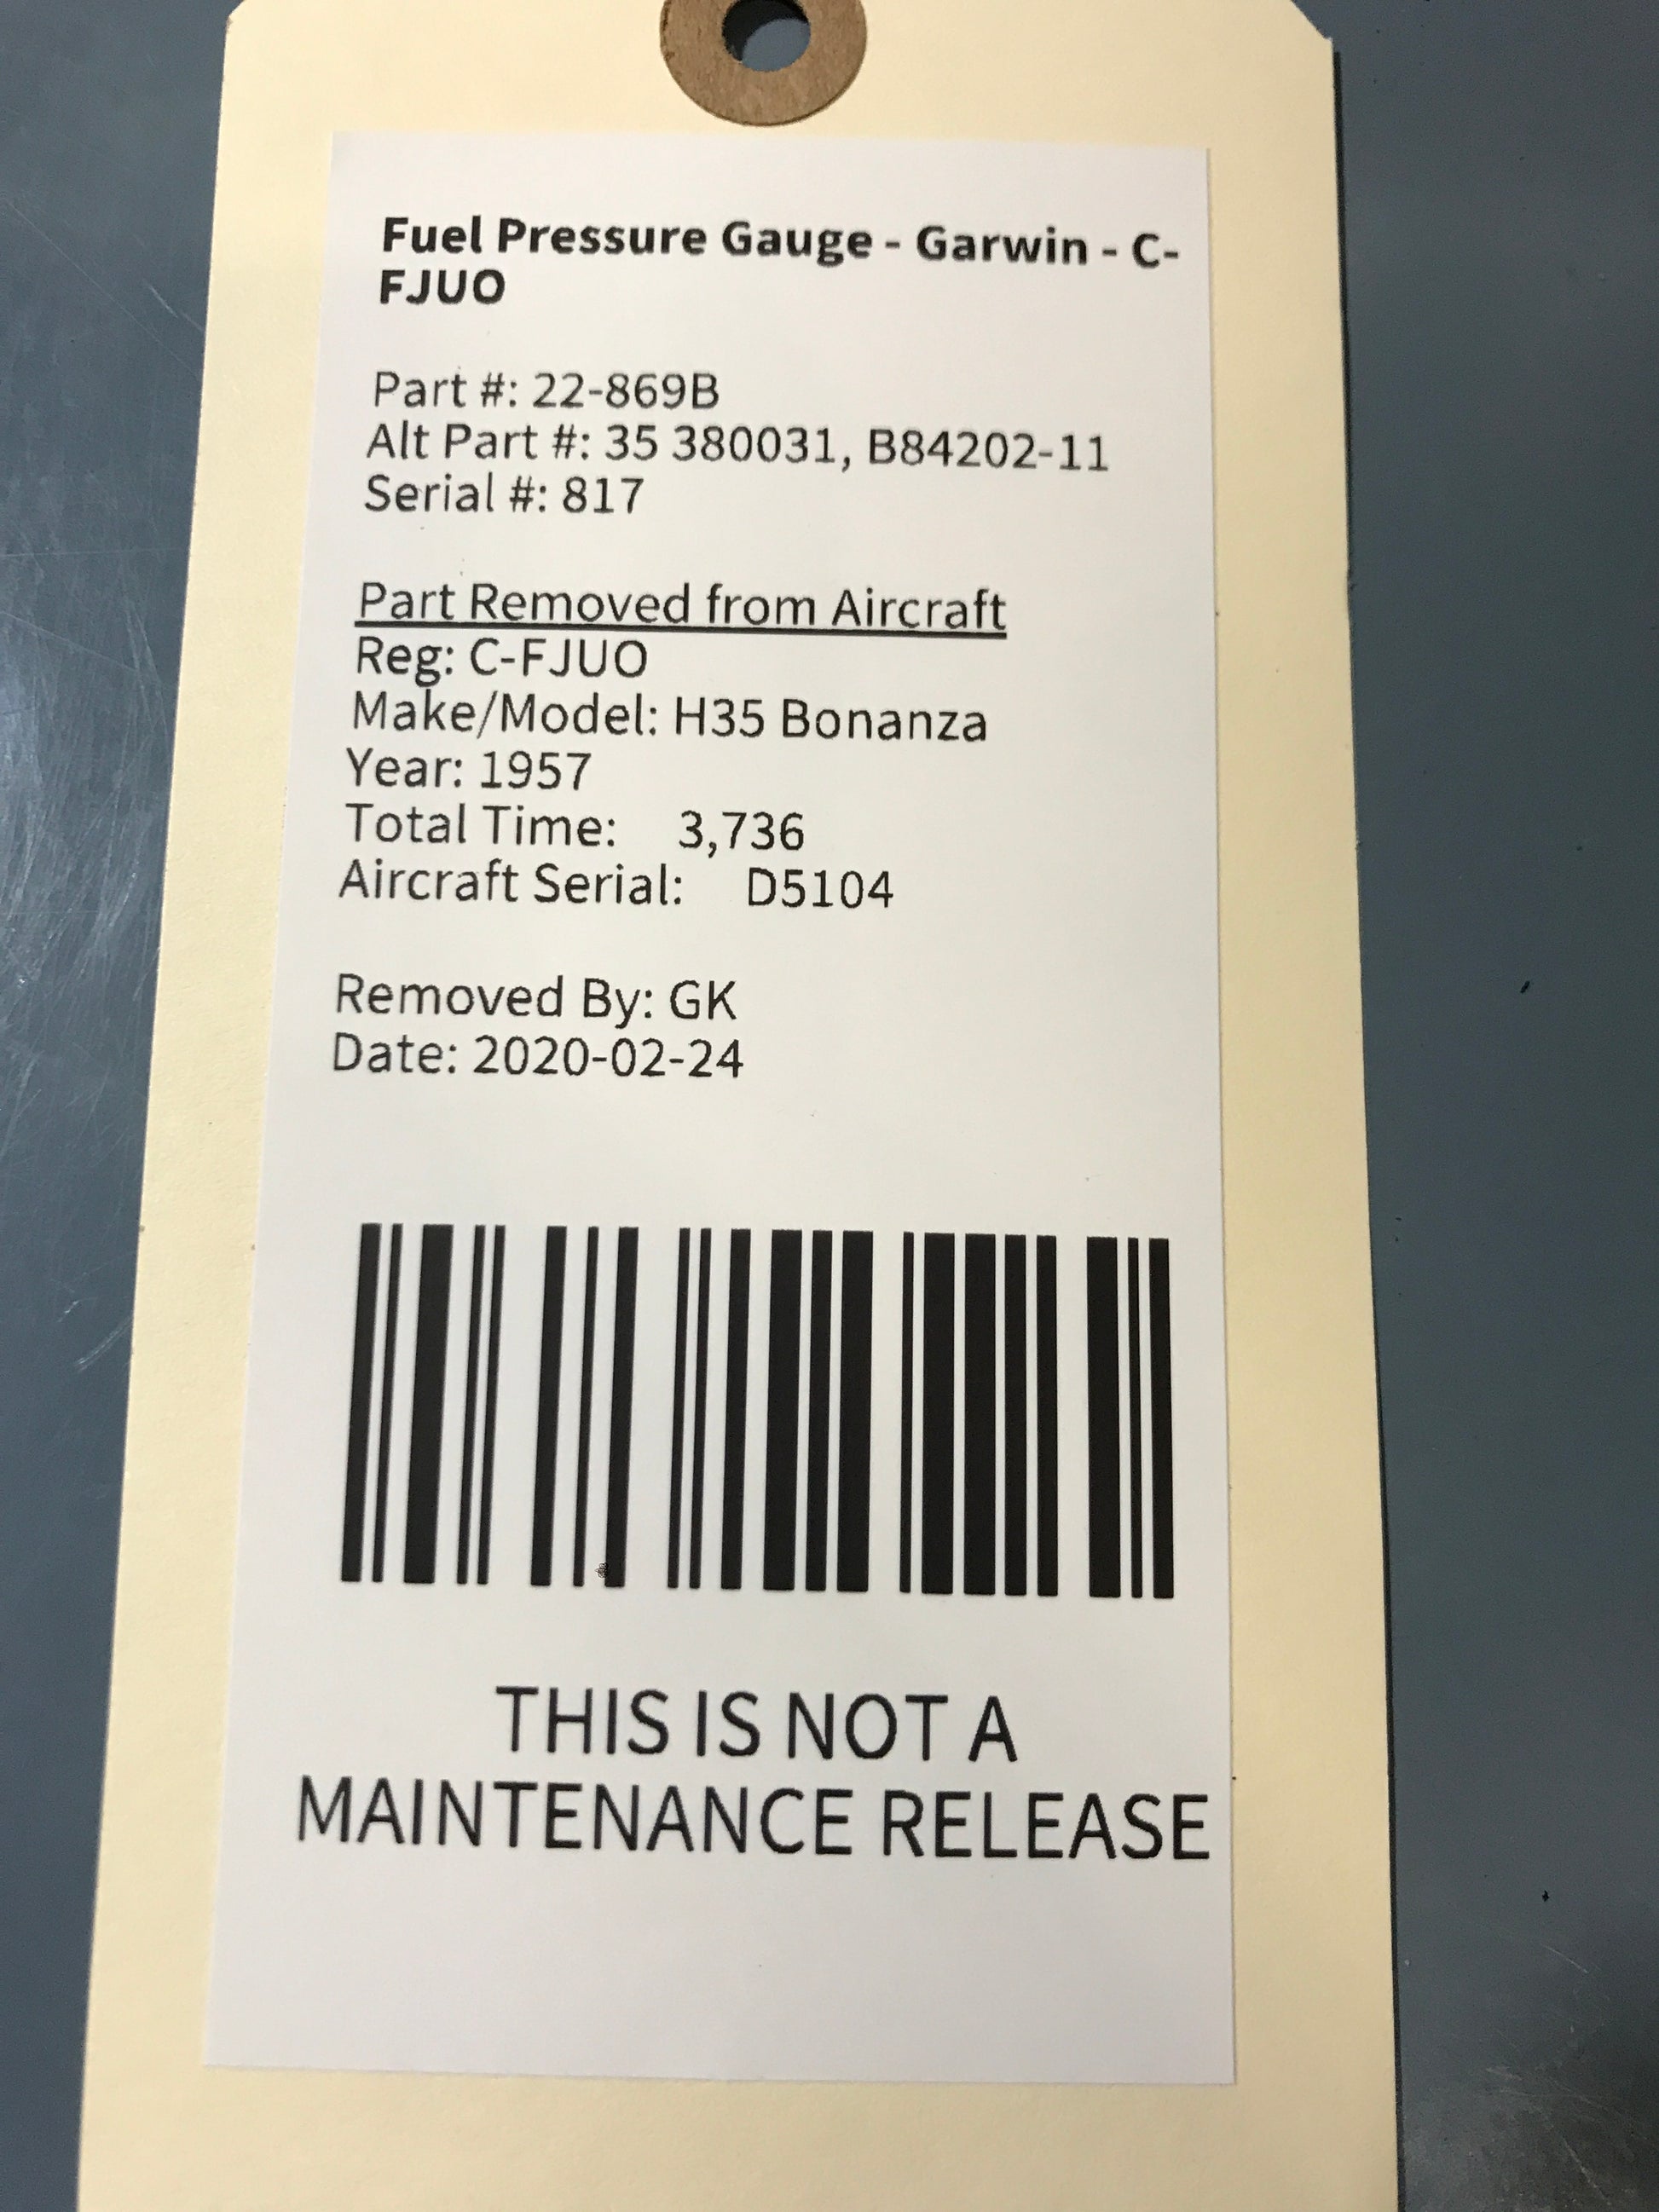 Fuel Pressure Gauge - Garwin - C-
FJUO
Part #: 22-869B
Alt Part #: 35 380031, B84202-11
Serial #: 817
Part Removed from Aircraft
Reg: C-FJUO
Make/Model: H35 Bonanza
Year: 1957
Total Time: 3,736
Aircraft Serial: D5104
Removed By: GK
Date: 2020-02-24
THIS IS NOT A
MAINTENANCE RELEASE